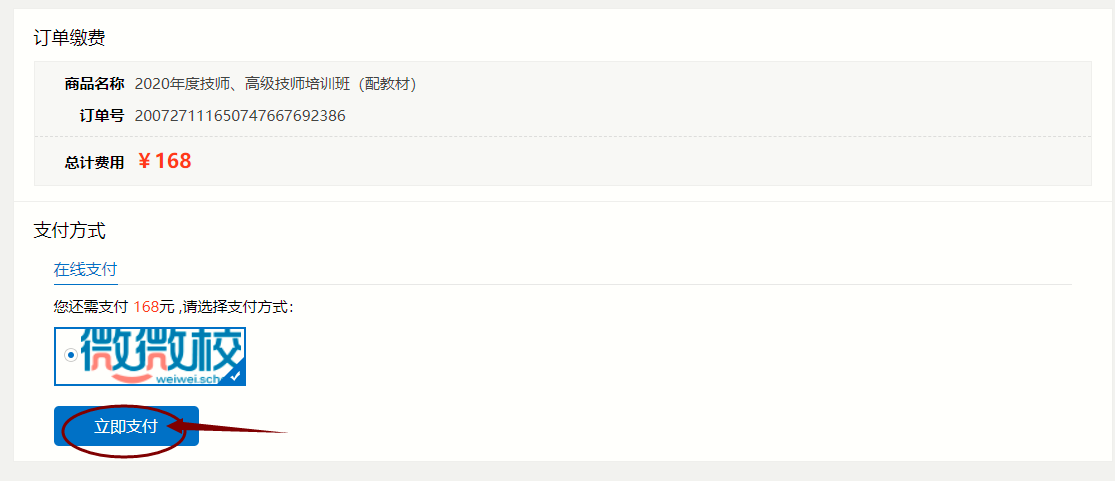 订单缴费
商品名称 2020年度技师、高级技师培训班（配教材）
订单号 200727111650747667692386
总计费用 ￥168
支付方式
在线支付
您还需支付 168元 ,请选择支付方式：
微微校
weiwei.sch
立即支付